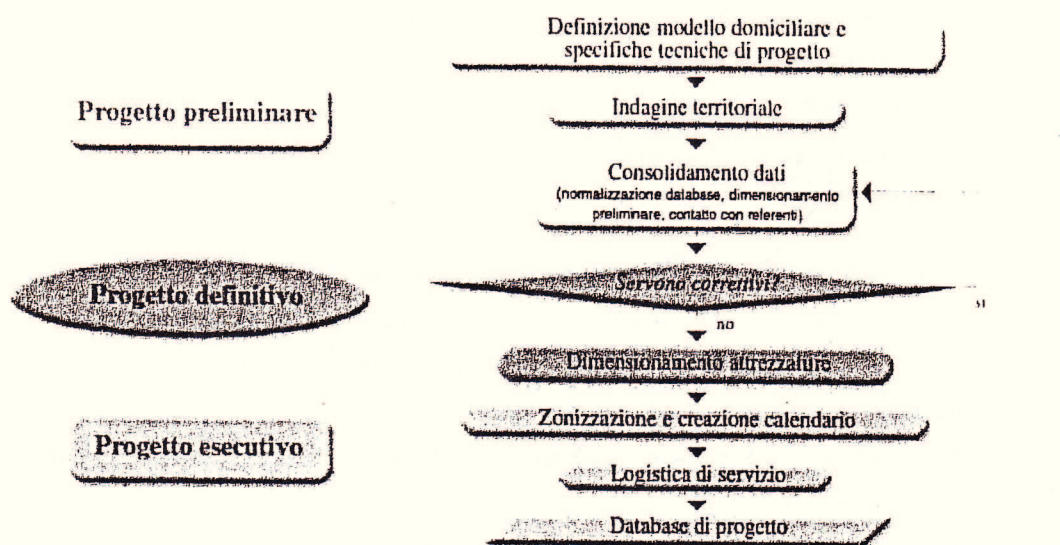 Definizione modello domiciliare e
specifiche tecniche di progetto
Progetto preliminare
Indagine territoriale
Consolidamento dati
(normalizzazione database, dimensionamento
preliminare, contatto con referenti)
Progetto definitivo
Servono correttivi?
si
no
Dimensionamento attrezzature
Zonizzazione e creazione calendario
Progetto esecutivo
Logistica di servizio
Database di progetto